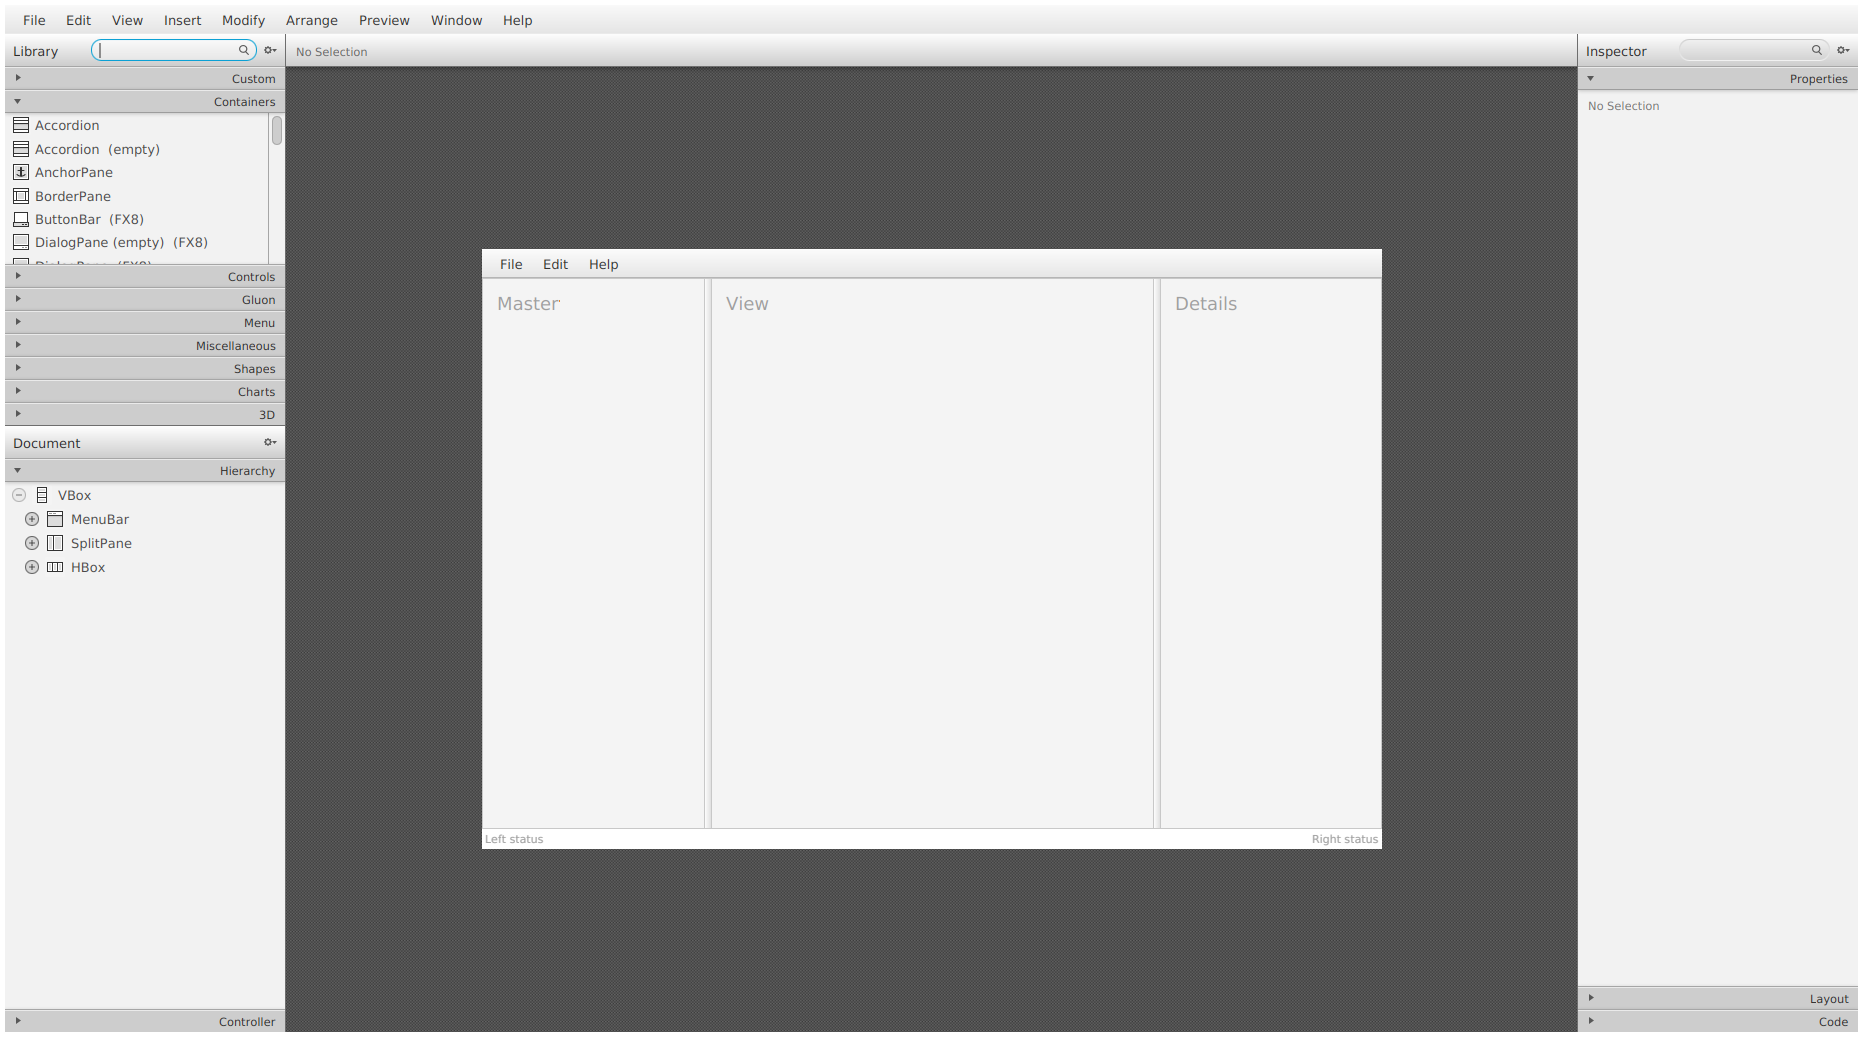 File Edit View Insert Modify Arrange Preview Window Help
Library
No Selection
Inspector
Custom
Containers
Accordion
Accordion (empty)
AnchorPane
BorderPane
ButtonBar (FX8)
DialogPane (empty) (FX8)
DialogPane (FX8)
Controls
Gluon
Menu
Miscellaneous
Shapes
Charts
3D
Document
Hierarchy
VBox
MenuBar
SplitPane
HBox
Controller
File Edit Help
Master
View
Details
Left status
Right status
Properties
No Selection
Layout
Code